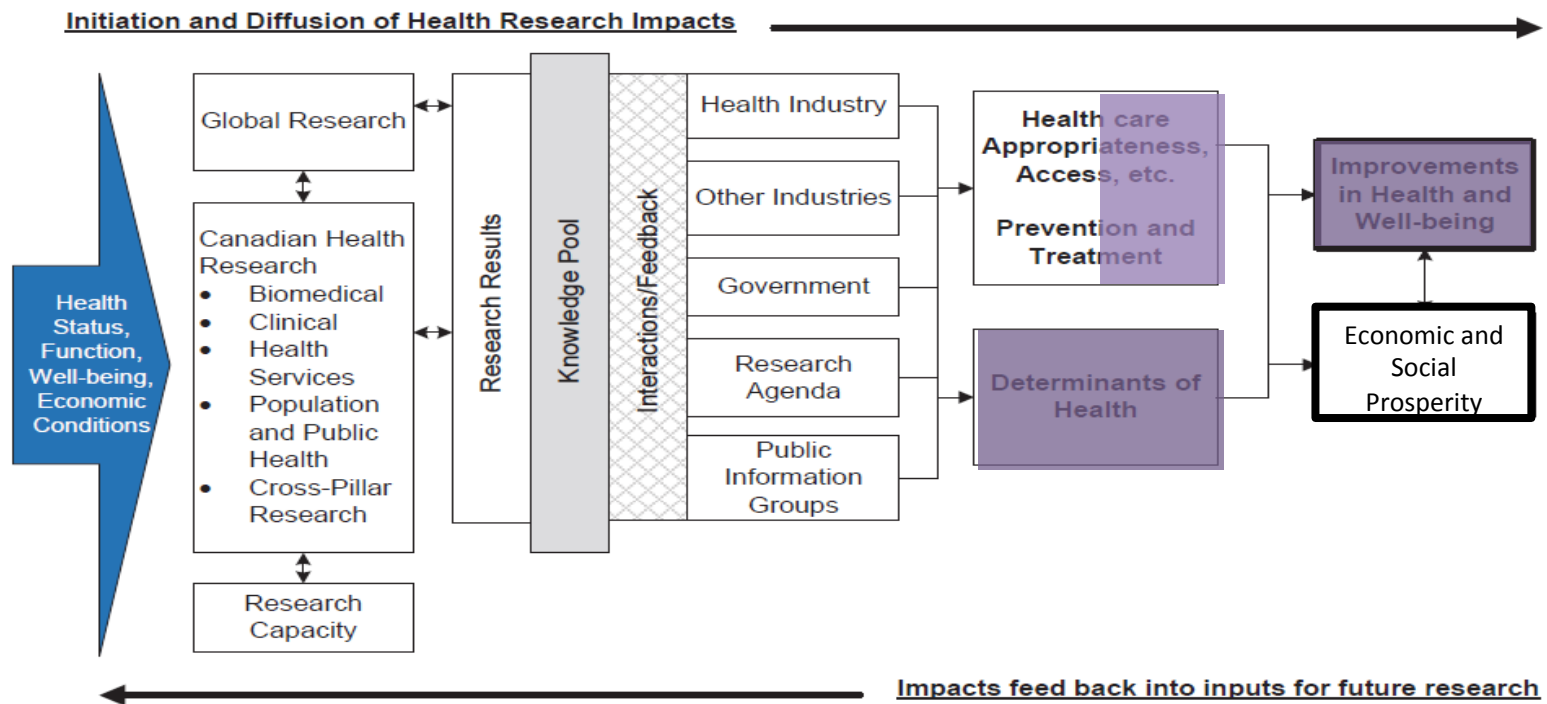 Initiation and Diffusion of Health Research Impacts
Health
Status,
Function,
Well-being,
Economic
Conditions
Global Research
Canadian Health
Research
• Biomedical
• Clinical
• Health
Services
• Population
and Public
Health
• Cross-Pillar
Research
Research
Capacity
Research Results
Knowledge Pool
Interactions/Feedback
Health Industry
Other Industries
Government
Research
Agenda
Public
Information
Groups
Health care
Appropriateness,
Access, etc.
Prevention and
Treatment
Determinants of
Health
Improvements
in Health and
Well-being
Economic and
Social
Prosperity
Impacts feed back into inputs for future research